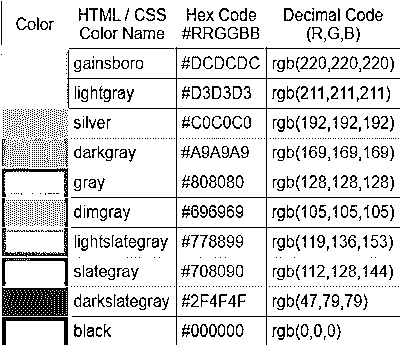 Color HTML / CSS Color Name Hex Code #RRGGBB Decimal Code (R,G,B)
gainsboro #DCDCDC rgb(220,220,220)
lightgray #D3D3D3 rgb(211,211,211)
silver #C0C0C0 rgb(192,192,192)
darkgray #A9A9A9 rgb(169,169,169)
gray #808080 rgb(128,128,128)
dimgray #696969 rgb(105,105,105)
lightslategray #778899 rgb(119,136,153)
slategray #708090 rgb(112,128,144)
darkslategray #2F4F4F rgb(47,79,79)
black #000000 rgb(0,0,0)